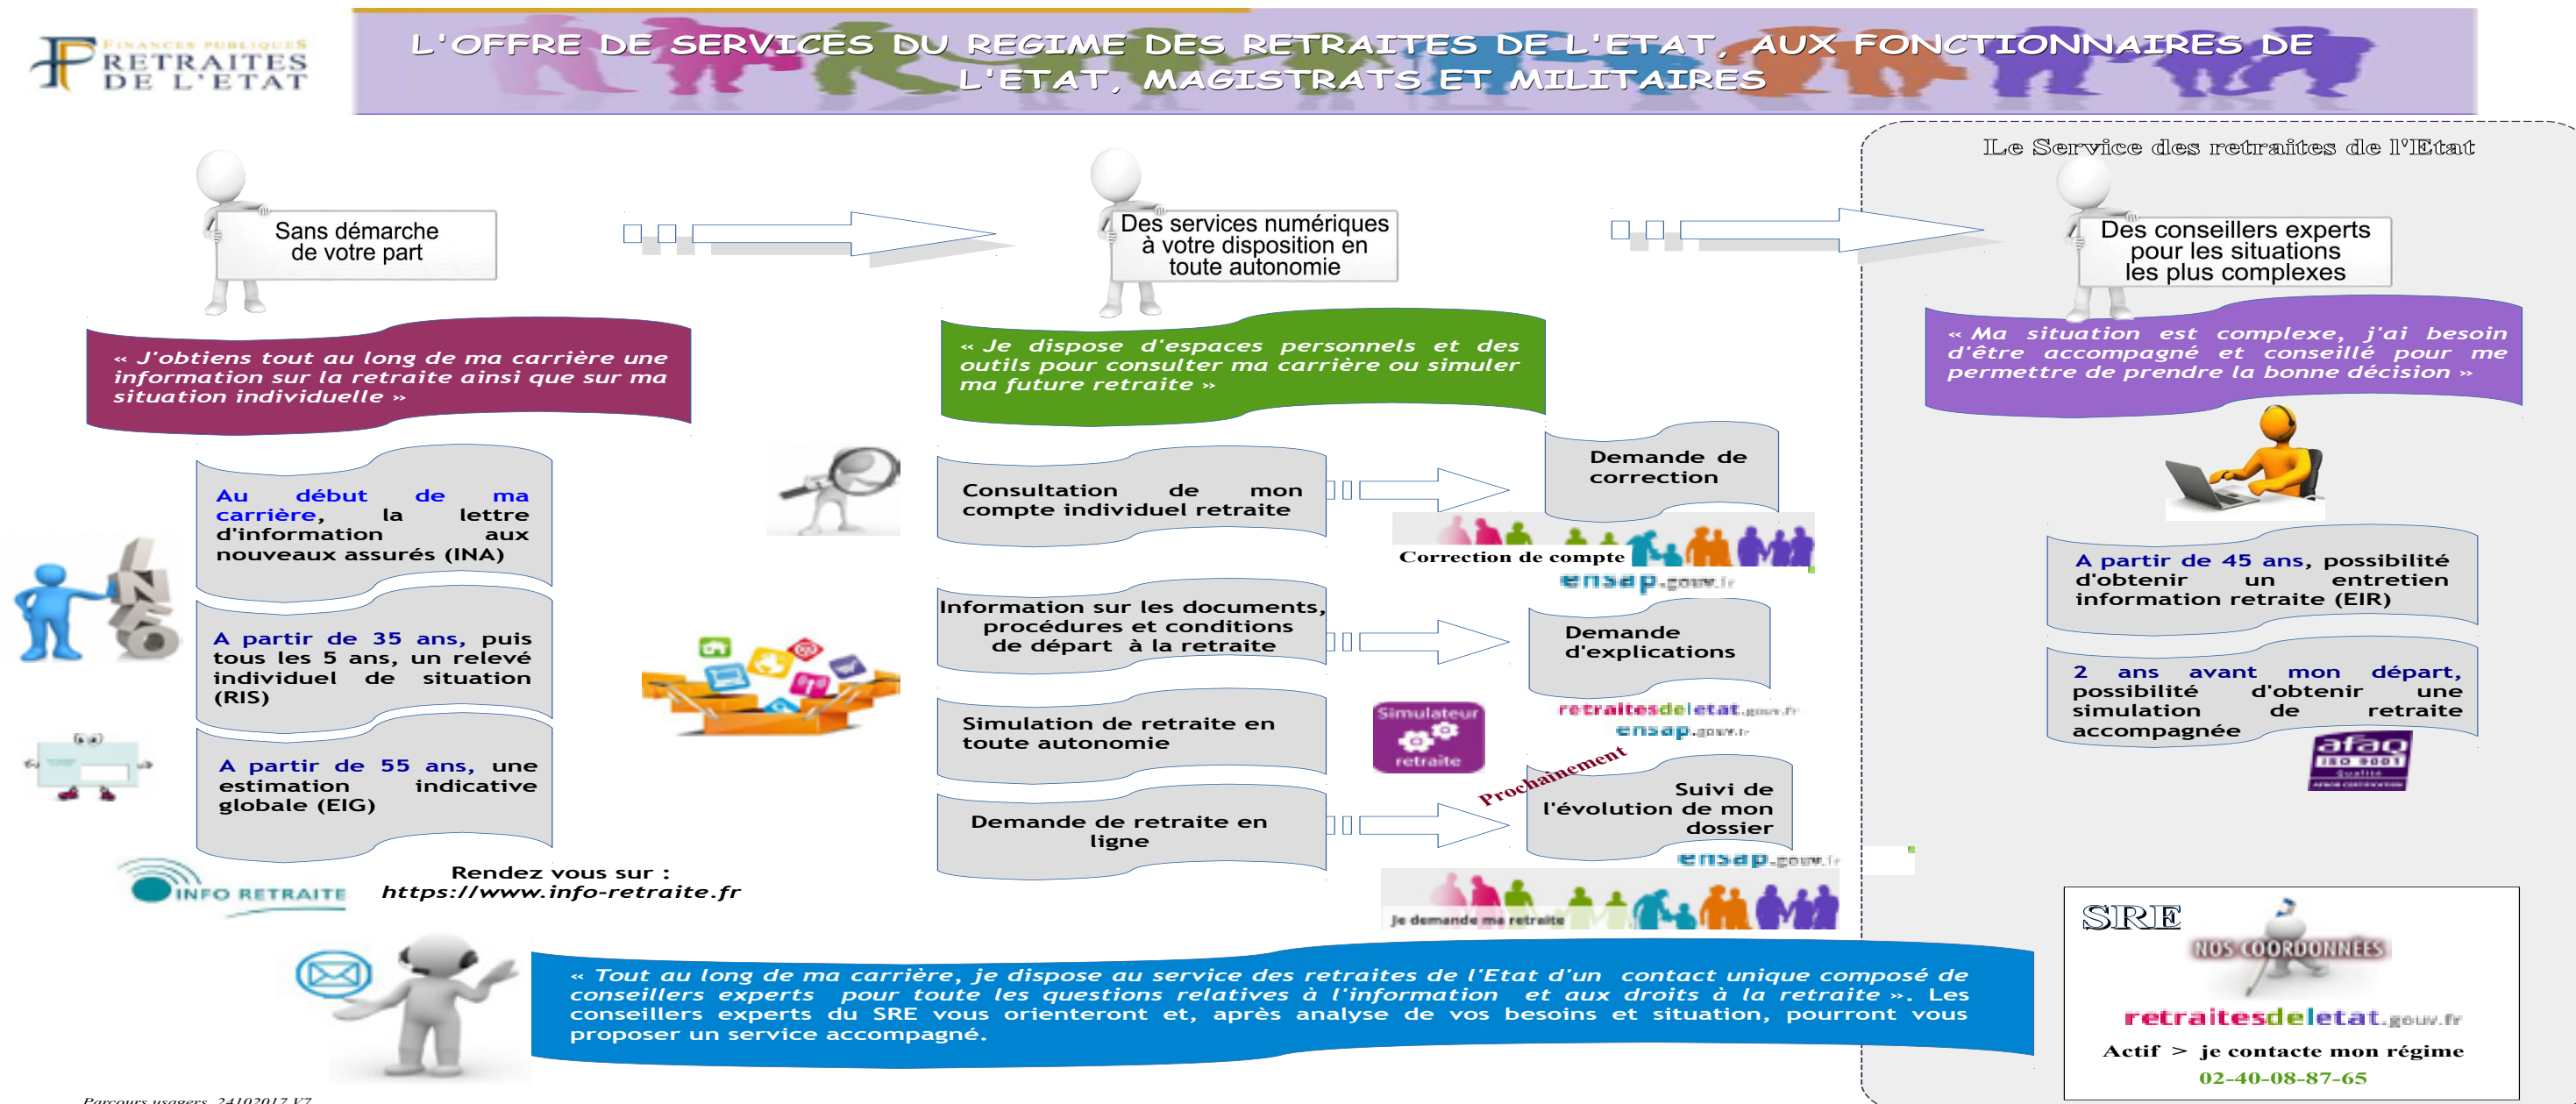 FINANCES PUBLIQUES
RETRAITES
DE L'ETAT
L'OFFRE DE SERVICES DU REGIME DES RETRAITES DE L'ETAT, AUX FONCTIONNAIRES DE
L'ETAT, MAGISTRATS ET MILITAIRES
Sans démarche
de votre part
« J'obtiens tout au long de ma carrière une
information sur la retraite ainsi que sur ma
situation individuelle »
Au début de ma
carrière, la lettre
d'information aux
nouveaux assurés (INA)
INFO
A partir de 35 ans, puis
tous les 5 ans, un relevé
individuel de situation
(RIS)
A partir de 55 ans, une
estimation indicative
globale (EIG)
INFO RETRAITE
Rendez vous sur :
https://www.info-retraite.fr
Des services numériques
à votre disposition en
toute autonomie
« Je dispose d'espaces personnels et des
outils pour consulter ma carrière ou simuler
ma future retraite »
Consultation de mon
compte individuel retraite
Demande de
correction
Correction de compte
ensap.gouv.fr
Information sur les documents,
procédures et conditions
de départ à la retraite
Demande
d'explications
retraitesdeletat.gouv.fr
ensap.gouv.fr
Simulation de retraite en
toute autonomie
Simulateur
retraite
Demande de retraite en
ligne
Prochainement
Suivi de
l'évolution de mon
dossier
ensap.gouv.fr
Je demande ma retraite
Le Service des retraites de l'Etat
Des conseillers experts
pour les situations
les plus complexes
« Ma situation est complexe, j'ai besoin
d'être accompagné et conseillé pour me
permettre de prendre la bonne décision »
A partir de 45 ans, possibilité
d'obtenir un entretien
information retraite (EIR)
2 ans avant mon départ,
possibilité d'obtenir une
simulation de retraite
accompagnée
afaq
ISO 9001
Qualité
AFNOR CERTIFICATION
« Tout au long de ma carrière, je dispose au service des retraites de l'Etat d'un contact unique composé de
conseillers experts pour toute les questions relatives à l'information et aux droits à la retraite ». Les
conseillers experts du SRE vous orienteront et, après analyse de vos besoins et situation, pourront vous
proposer un service accompagné.
SRE
NOS COORDONNÉES
retraitesdeletat.gouv.fr
Actif > je contacte mon régime
02-40-08-87-65
Parcours usagers 24102017 V7